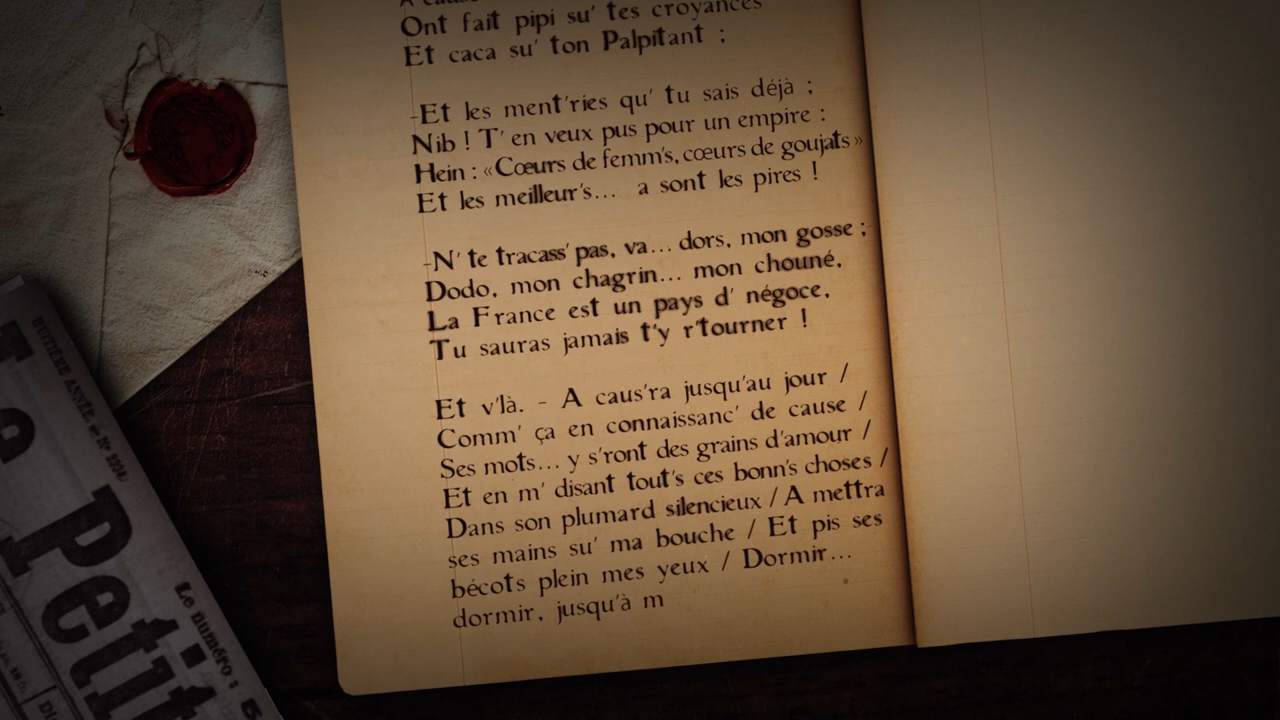 Ont fait pipi su' tes croyances
Et caca su' ton Palpitant ;
-Et les ment'ries qu' tu sais déjà ;
Nib ! T' en veux pus pour un empire :
Hein : «Cœurs de femm's, cœurs de goujats»
Et les meilleur's... a sont les pires !
-N' te tracass' pas, va... dors, mon gosse ;
Dodo, mon chagrin... mon chouné,
La France est un pays d' négoce,
Tu sauras jamais t'y r'tourner !
Et v'là. - A caus'ra jusqu'au jour /
Comm' ça en connaissanc' de cause /
Ses mots... y s'ront des grains d'amour /
Et en m' disant tout's ces bonn's choses /
Dans son plumard silencieux / A mettra
ses mains su' ma bouche / Et pis ses
bécots plein mes yeux / Dormir...
dormir, jusqu'à m
HUITIÈME ANNÉE
Petit
Le numéro : 5